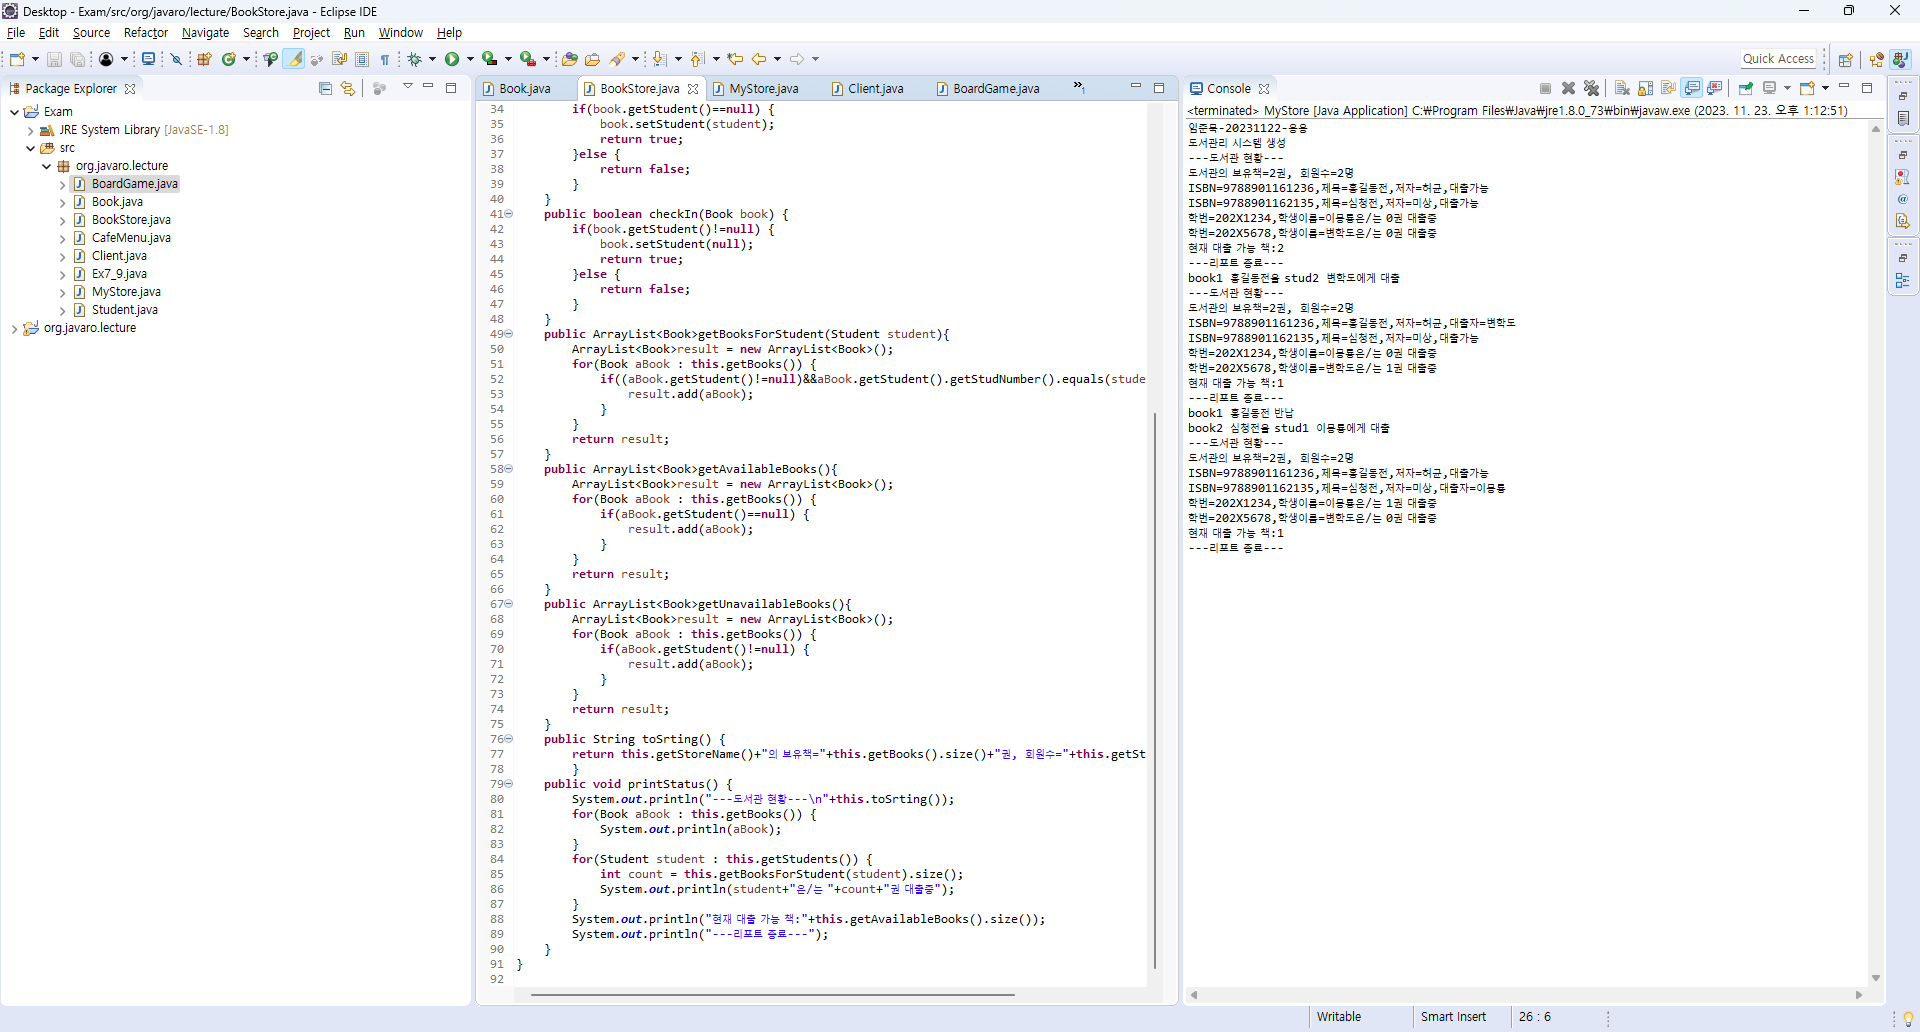 Desktop - Exam/src/org/javaro/lecture/BookStore.java - Eclipse IDE
File Edit Source Refactor Navigate Search Project Run Window Help
Quick Access
Package Explorer
Exam
JRE System Library [JavaSE-1.8]
src
org.javaro.lecture
BoardGame.java
Book.java
BookStore.java
CafeMenu.java
Client.java
Ex7_9.java
MyStore.java
Student.java
org.javaro.lecture
Book.java BookStore.java MyStore.java Client.java BoardGame.java »1
34 if(book.getStudent()==null) {
35 book.setStudent(student);
36 return true;
37 }else {
38 return false;
39 }
40 }
41 public boolean checkIn(Book book) {
42 if(book.getStudent()!=null) {
43 book.setStudent(null);
44 return true;
45 }else {
46 return false;
47 }
48 }
49 public ArrayList<Book>getBooksForStudent(Student student){
50 ArrayList<Book>result = new ArrayList<Book>();
51 for(Book aBook : this.getBooks()) {
52 if((aBook.getStudent()!=null)&&aBook.getStudent().getStudNumber().equals(stude
53 result.add(aBook);
54 }
55 }
56 return result;
57 }
58 public ArrayList<Book>getAvailableBooks(){
59 ArrayList<Book>result = new ArrayList<Book>();
60 for(Book aBook : this.getBooks()) {
61 if(aBook.getStudent()==null) {
62 result.add(aBook);
63 }
64 }
65 return result;
66 }
67 public ArrayList<Book>getUnavailableBooks(){
68 ArrayList<Book>result = new ArrayList<Book>();
69 for(Book aBook : this.getBooks()) {
70 if(aBook.getStudent()!=null) {
71 result.add(aBook);
72 }
73 }
74 return result;
75 }
76 public String toSrting() {
77 return this.getStoreName()+"의 보유책="+this.getBooks().size()+"권, 회원수="+this.getSt
78 }
79 public void printStatus() {
80 System.out.println("---도서관 현황---\n"+this.toSrting());
81 for(Book aBook : this.getBooks()) {
82 System.out.println(aBook);
83 }
84 for(Student student : this.getStudents()) {
85 int count = this.getBooksForStudent(student).size();
86 System.out.println(student+"은/는 "+count+"권 대출중");
87 }
88 System.out.println("현재 대출 가능 책:"+this.getAvailableBooks().size());
89 System.out.println("---리포트 종료---");
90 }
91 }
92
Console
<terminated> MyStore [Java Application] C:₩Program Files₩Java₩jre1.8.0_73₩bin₩javaw.exe (2023. 11. 23. 오후 1:12:51)
임준묵-20231122-응용
도서관리 시스템 생성
---도서관 현황---
도서관의 보유책=2권, 회원수=2명
ISBN=9788901161236,제목=홍길동전,저자=허균,대출가능
ISBN=9788901162135,제목=심청전,저자=미상,대출가능
학번=202X1234,학생이름=이몽룡은/는 0권 대출중
학번=202X5678,학생이름=변학도은/는 0권 대출중
현재 대출 가능 책:2
---리포트 종료---
book1 홍길동전을 stud2 변학도에게 대출
---도서관 현황---
도서관의 보유책=2권, 회원수=2명
ISBN=9788901161236,제목=홍길동전,저자=허균,대출자=변학도
ISBN=9788901162135,제목=심청전,저자=미상,대출가능
학번=202X1234,학생이름=이몽룡은/는 0권 대출중
학번=202X5678,학생이름=변학도은/는 1권 대출중
현재 대출 가능 책:1
---리포트 종료---
book1 홍길동전 반납
book2 심청전을 stud1 이몽룡에게 대출
---도서관 현황---
도서관의 보유책=2권, 회원수=2명
ISBN=9788901161236,제목=홍길동전,저자=허균,대출가능
ISBN=9788901162135,제목=심청전,저자=미상,대출자=이몽룡
학번=202X1234,학생이름=이몽룡은/는 1권 대출중
학번=202X5678,학생이름=변학도은/는 0권 대출중
현재 대출 가능 책:1
---리포트 종료---
Writable Smart Insert 26 : 6